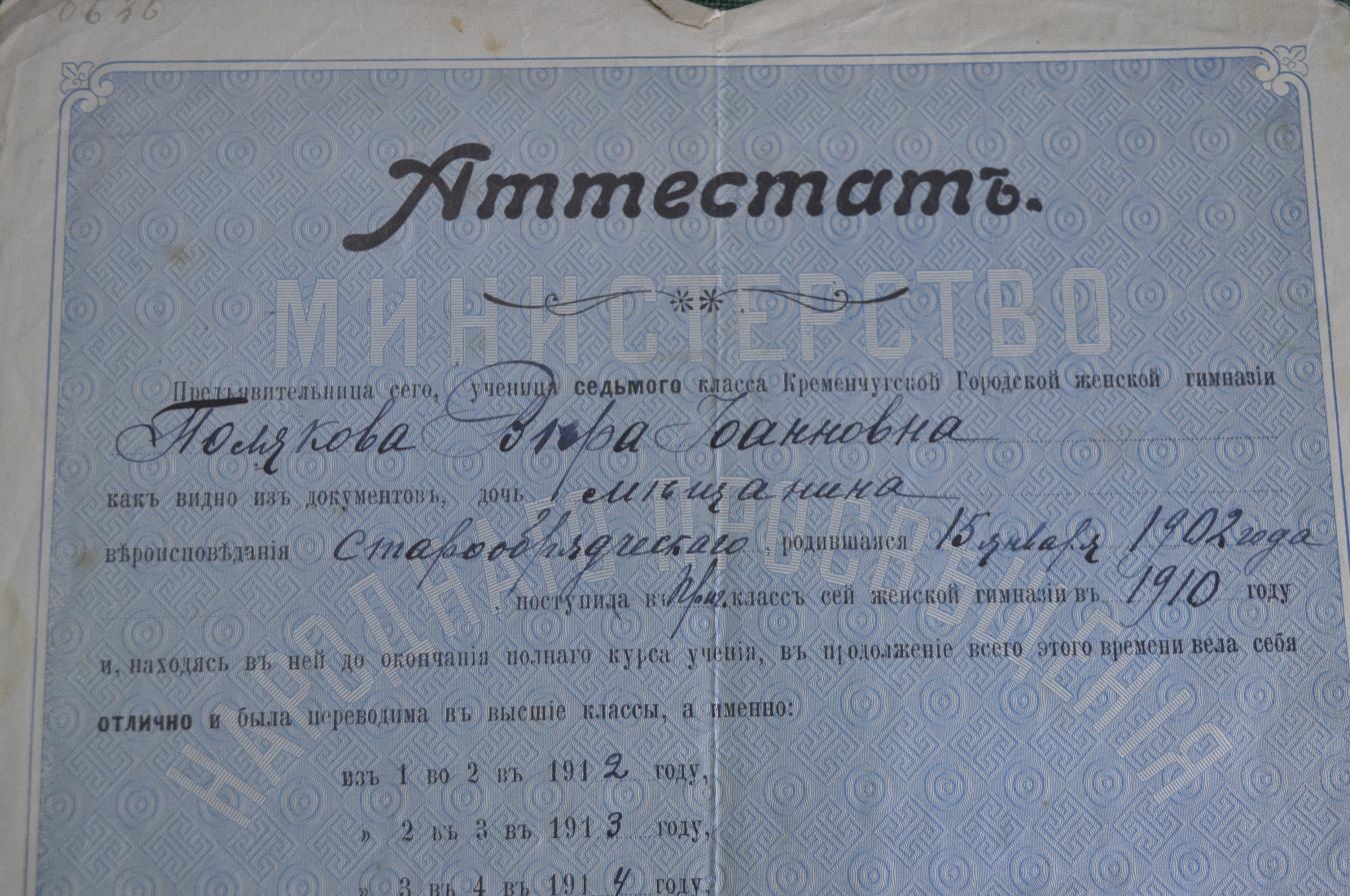 0646
Аттестатъ.
МИНИСТЕРСТВО
НАРОДНАГО ПРОСВѢЩЕНІЯ
Предъявительница сего, ученица седьмого класса Кременчугской Городской женской гимназіи
Полякова Вѣра Іоанновна
какъ видно изъ документовъ, дочь мѣщанина
вѣроисповѣданія старообрядческаго, родившаяся 15 января 1902 года
, поступила въ Приг. классъ сей женской гимназіи въ 1910 году
и, находясь въ ней до окончанія полнаго курса ученія, въ продолженіе всего этого времени вела себя
отлично и была переводима въ высшіе классы, а именно:
изъ 1 во 2 въ 1912 году,
» 2 въ 3 въ 1913 году,
» 3 въ 4 въ 1914 году,